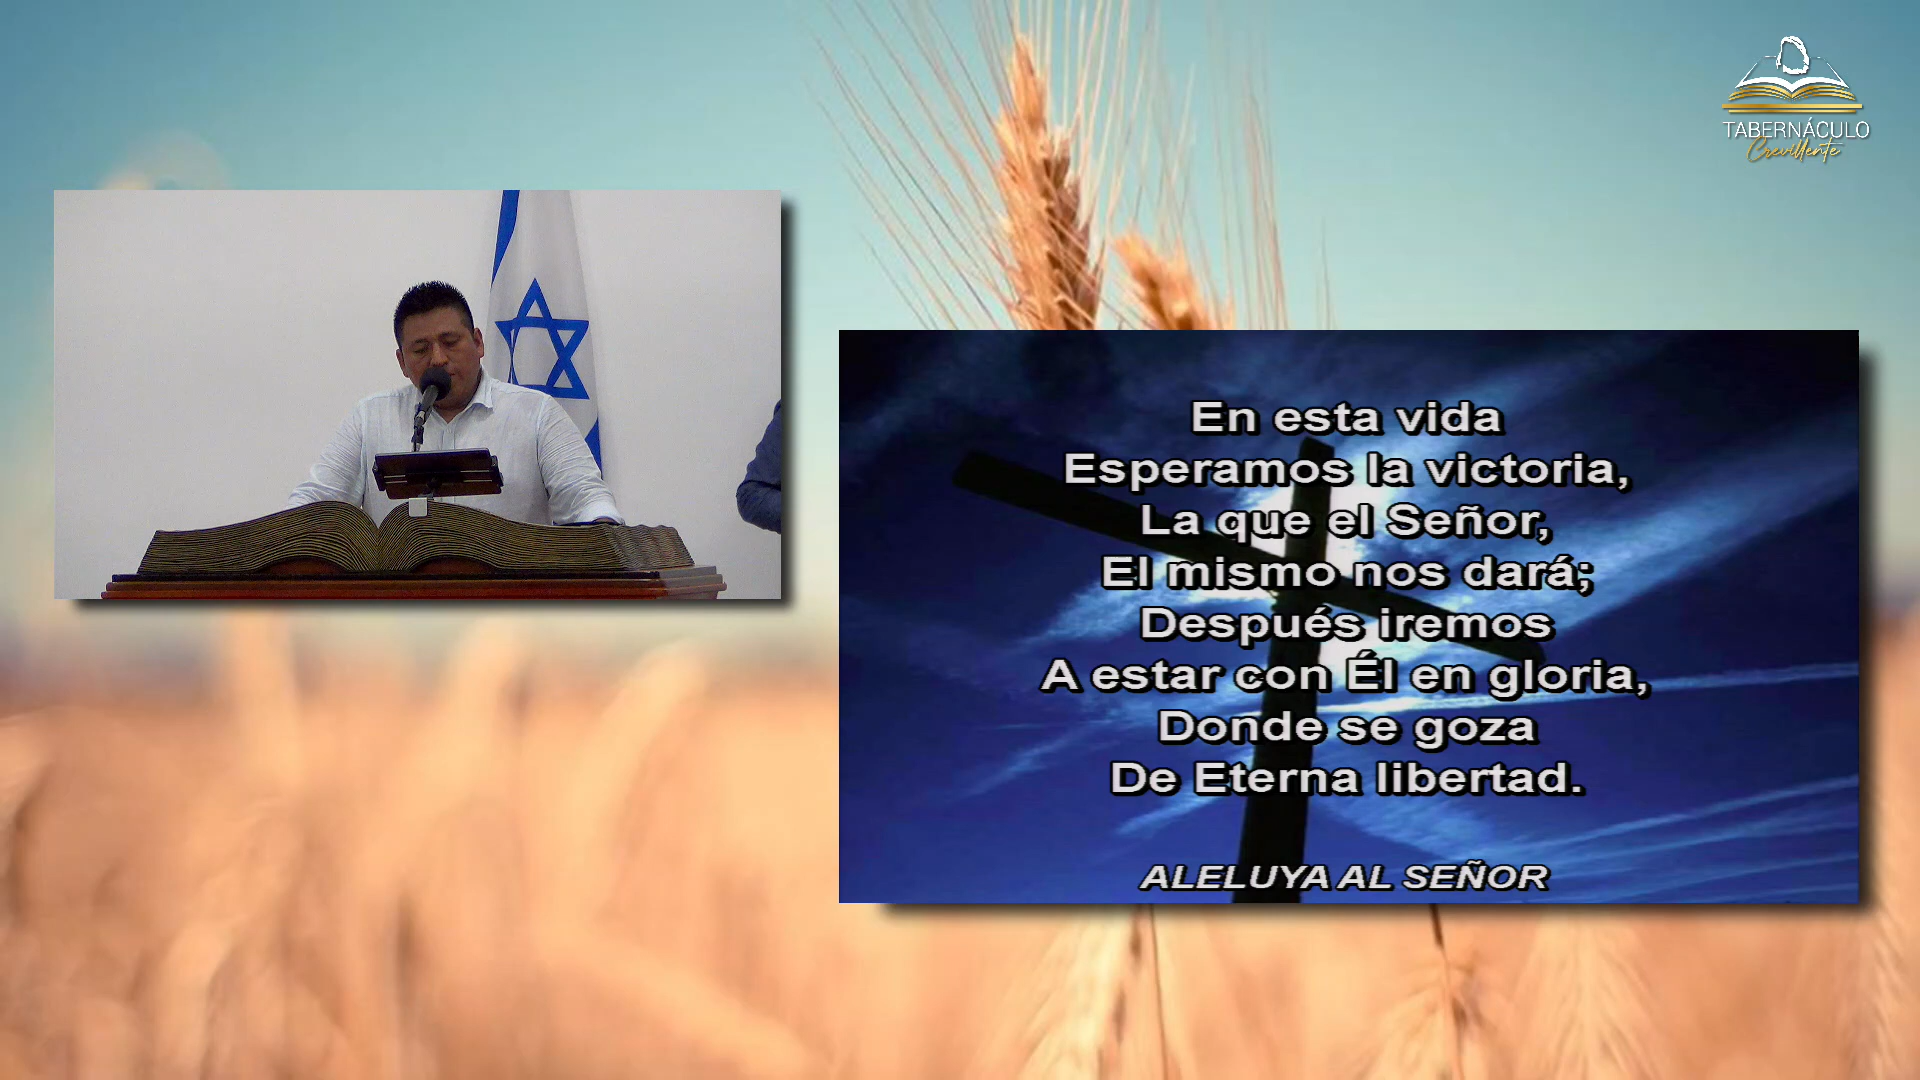 TABERNÁCULO
Crevillente
En esta vida
Esperamos la victoria,
La que el Señor,
El mismo nos dará;
Después iremos
A estar con Él en gloria,
Donde se goza
De Eterna libertad.
ALELUYA AL SEÑOR